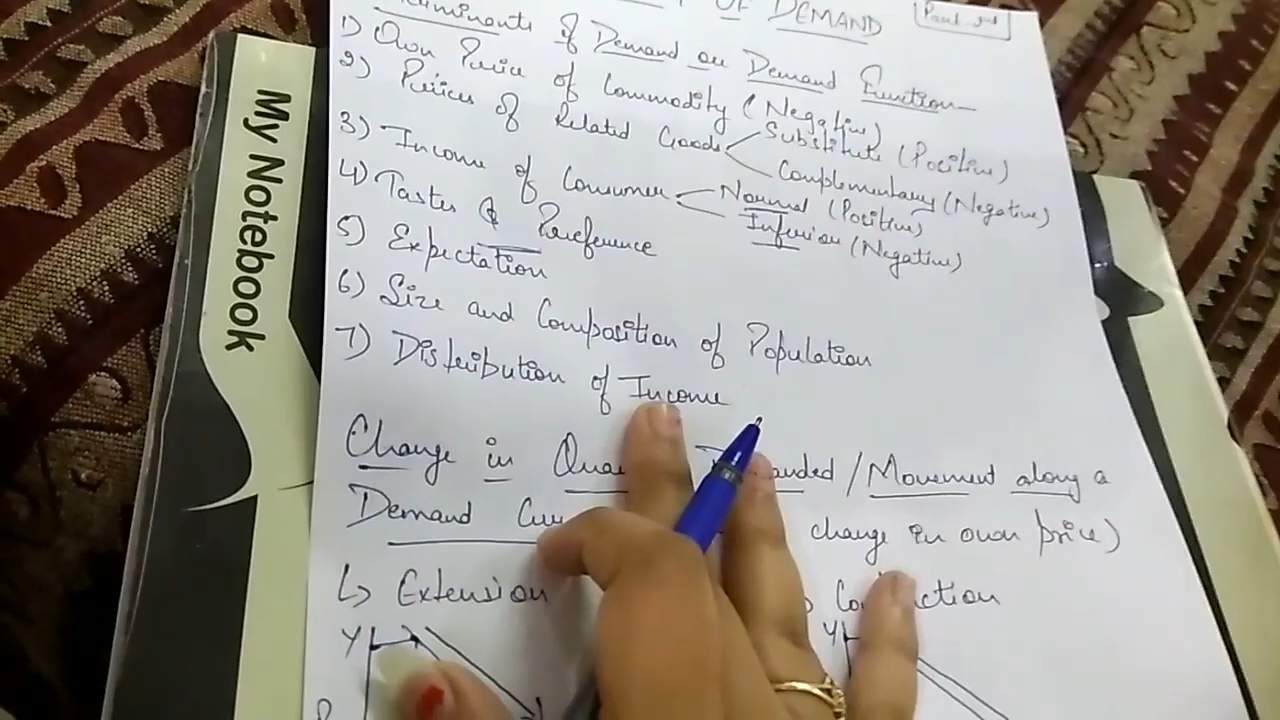 OF DEMAND
of Demand or Demand Function
1) Own Price of Commodity (Negative)
2) Prices of Related Goods Substitute (Positive)
Complementary (Negative)
3) Income of Consumer Normal (Positive)
Inferior (Negative)
4) Tastes & Preference
5) Expectation
6) Size and Composition of Population
7) Distribution of Income
Change in / Movement along a
Demand change in own price)
↳ Extension
Y
Y
My Notebook